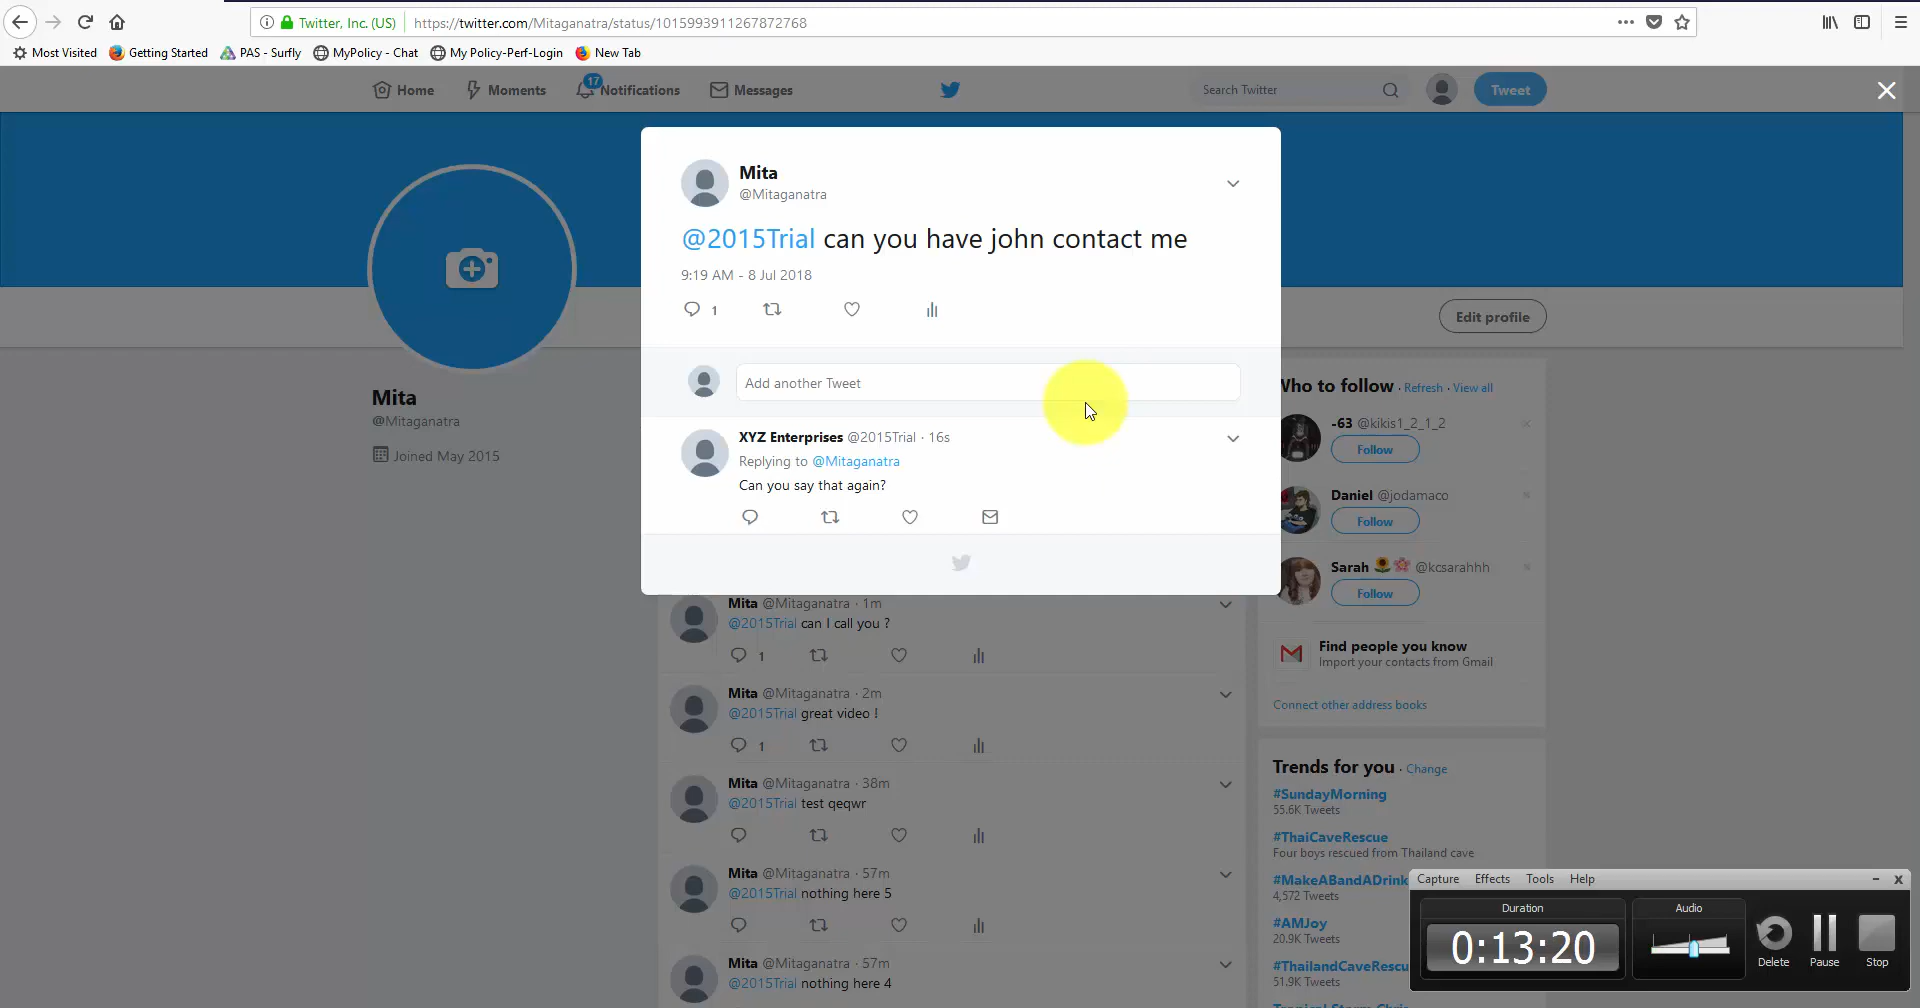 Twitter, Inc. (US)
https://twitter.com/Mitaganatra/status/1015993911267872768
Most Visited
Getting Started
PAS - Surfly
MyPolicy - Chat
My Policy-Perf-Login
New Tab
Home
Moments
17
Notifications
Messages
Search Twitter
Tweet
Mita
@Mitaganatra
@2015Trial can you have john contact me
9:19 AM - 8 Jul 2018
1
Add another Tweet
XYZ Enterprises @2015Trial · 16s
Replying to @Mitaganatra
Can you say that again?
Edit profile
Mita
@Mitaganatra
Joined May 2015
Mita @Mitaganatra · 1m
@2015Trial can I call you ?
1
Mita @Mitaganatra · 2m
@2015Trial great video !
1
Mita @Mitaganatra · 38m
@2015Trial test qeqwr
Mita @Mitaganatra · 57m
@2015Trial nothing here 5
Mita @Mitaganatra · 57m
@2015Trial nothing here 4
Who to follow · Refresh · View all
-63 @kikis1_2_1_2
Follow
Daniel @jodamaco
Follow
Sarah 🌻🌸 @kcsarahhh
Follow
Find people you know
Import your contacts from Gmail
Connect other address books
Trends for you · Change
#SundayMorning
55.6K Tweets
#ThaiCaveRescue
Four boys rescued from Thailand cave
#MakeABandADrink
4,572 Tweets
#AMJoy
20.9K Tweets
#ThailandCaveRescu
51.9K Tweets
Capture
Effects
Tools
Help
Duration
0:13:20
Audio
Delete
Pause
Stop